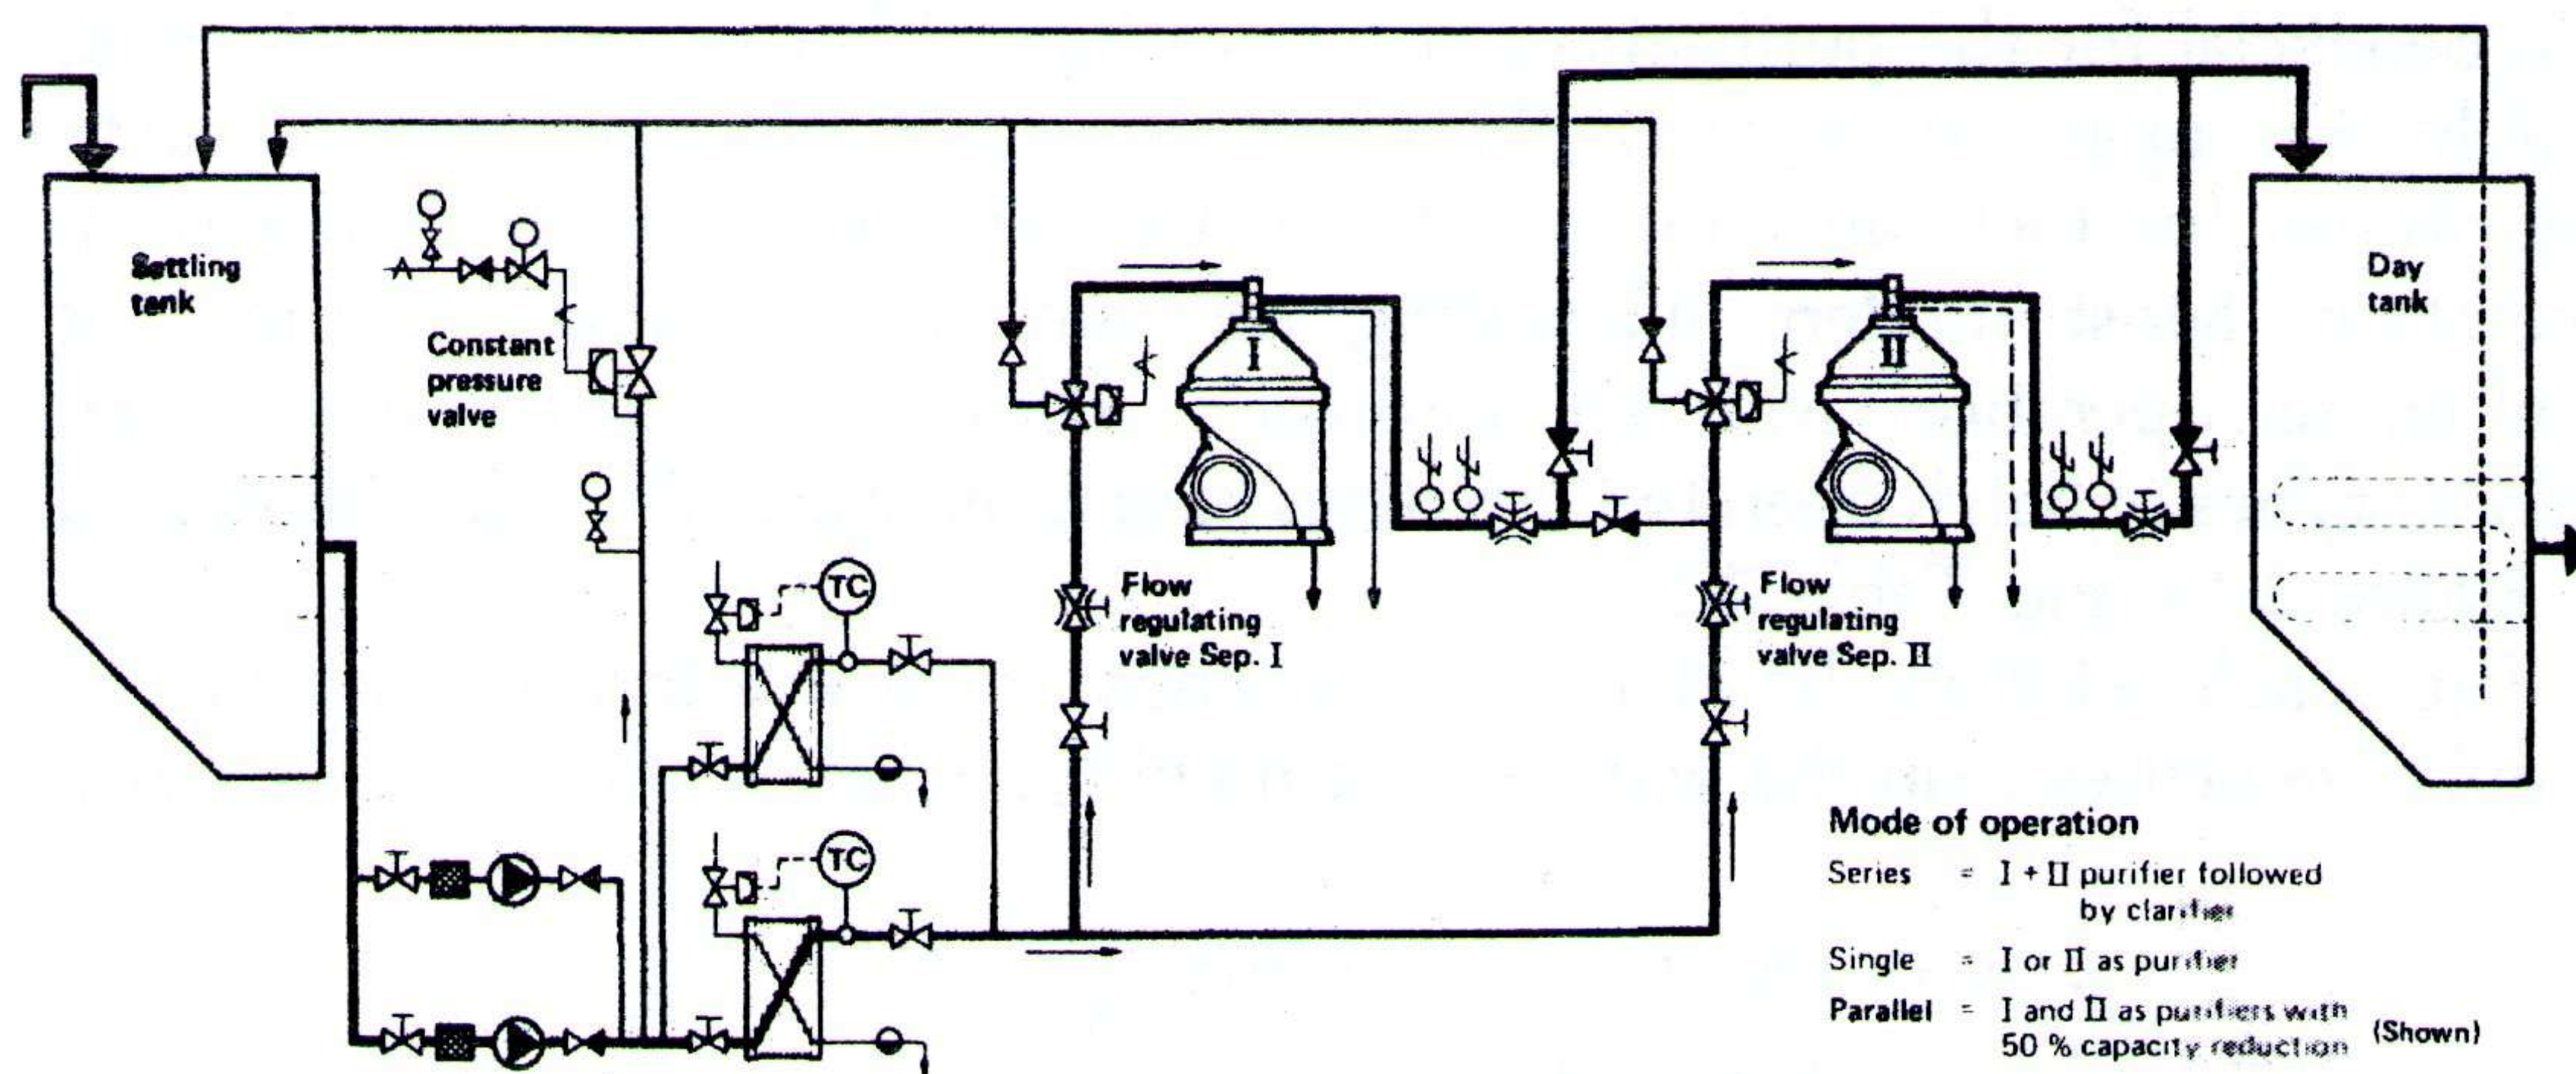 Settling
tank
Constant
pressure
valve
TC
TC
I
Flow
regulating
valve Sep. I
II
Flow
regulating
valve Sep. II
Day
tank
Mode of operation
Series = I + II purifier followed
by clarifier
Single = I or II as purifier
Parallel = I and II as purifiers with
50 % capacity reduction (Shown)